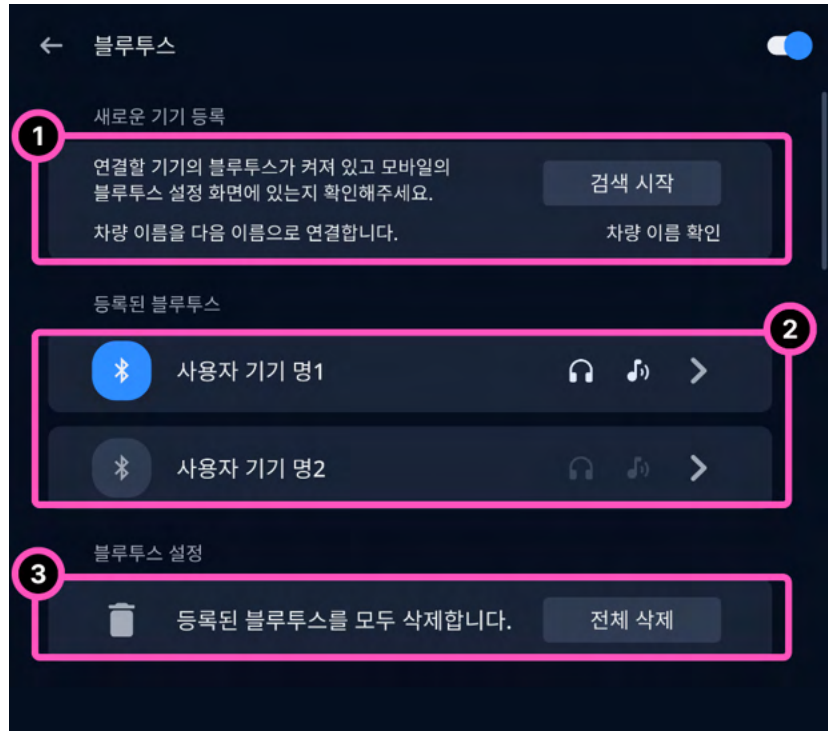 블루투스
새로운 기기 등록
1
연결할 기기의 블루투스가 켜져 있고 모바일의
블루투스 설정 화면에 있는지 확인해주세요.
검색 시작
차량 이름을 다음 이름으로 연결합니다.
차량 이름 확인
등록된 블루투스
2
사용자 기기 명1
사용자 기기 명2
블루투스 설정
3
등록된 블루투스를 모두 삭제합니다.
전체 삭제